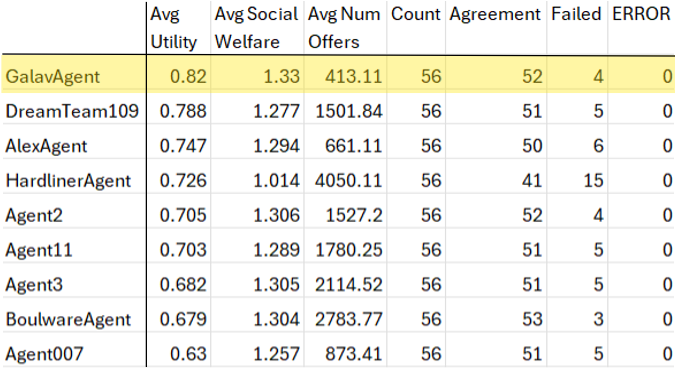 Avg Utility Avg Social Welfare Avg Num Offers Count Agreement Failed ERROR
GalavAgent 0.82 1.33 413.11 56 52 4 0
DreamTeam109 0.788 1.277 1501.84 56 51 5 0
AlexAgent 0.747 1.294 661.11 56 50 6 0
HardlinerAgent 0.726 1.014 4050.11 56 41 15 0
Agent2 0.705 1.306 1527.2 56 52 4 0
Agent11 0.703 1.289 1780.25 56 51 5 0
Agent3 0.682 1.305 2114.52 56 51 5 0
BoulwareAgent 0.679 1.304 2783.77 56 53 3 0
Agent007 0.63 1.257 873.41 56 51 5 0